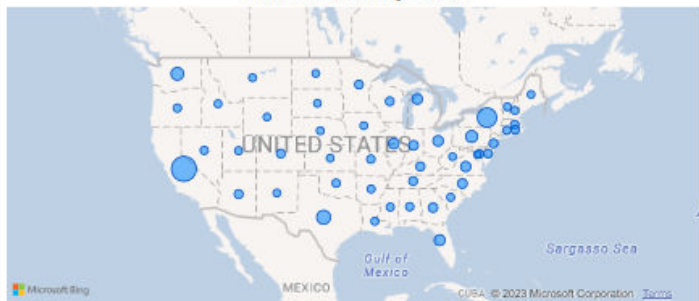 UNITED STATES
Gulf of
Mexico
Sargasso Sea
MEXICO
Microsoft Bing
CUBA
© 2023 Microsoft Corporation
Terms